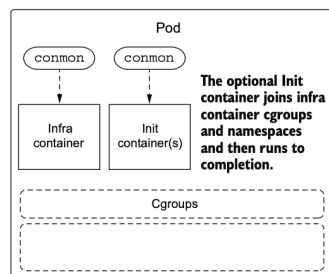 Pod
conmon
conmon
Infra
container
Init
container(s)
The optional Init
container joins infra
container cgroups
and namespaces
and then runs to
completion.
Cgroups